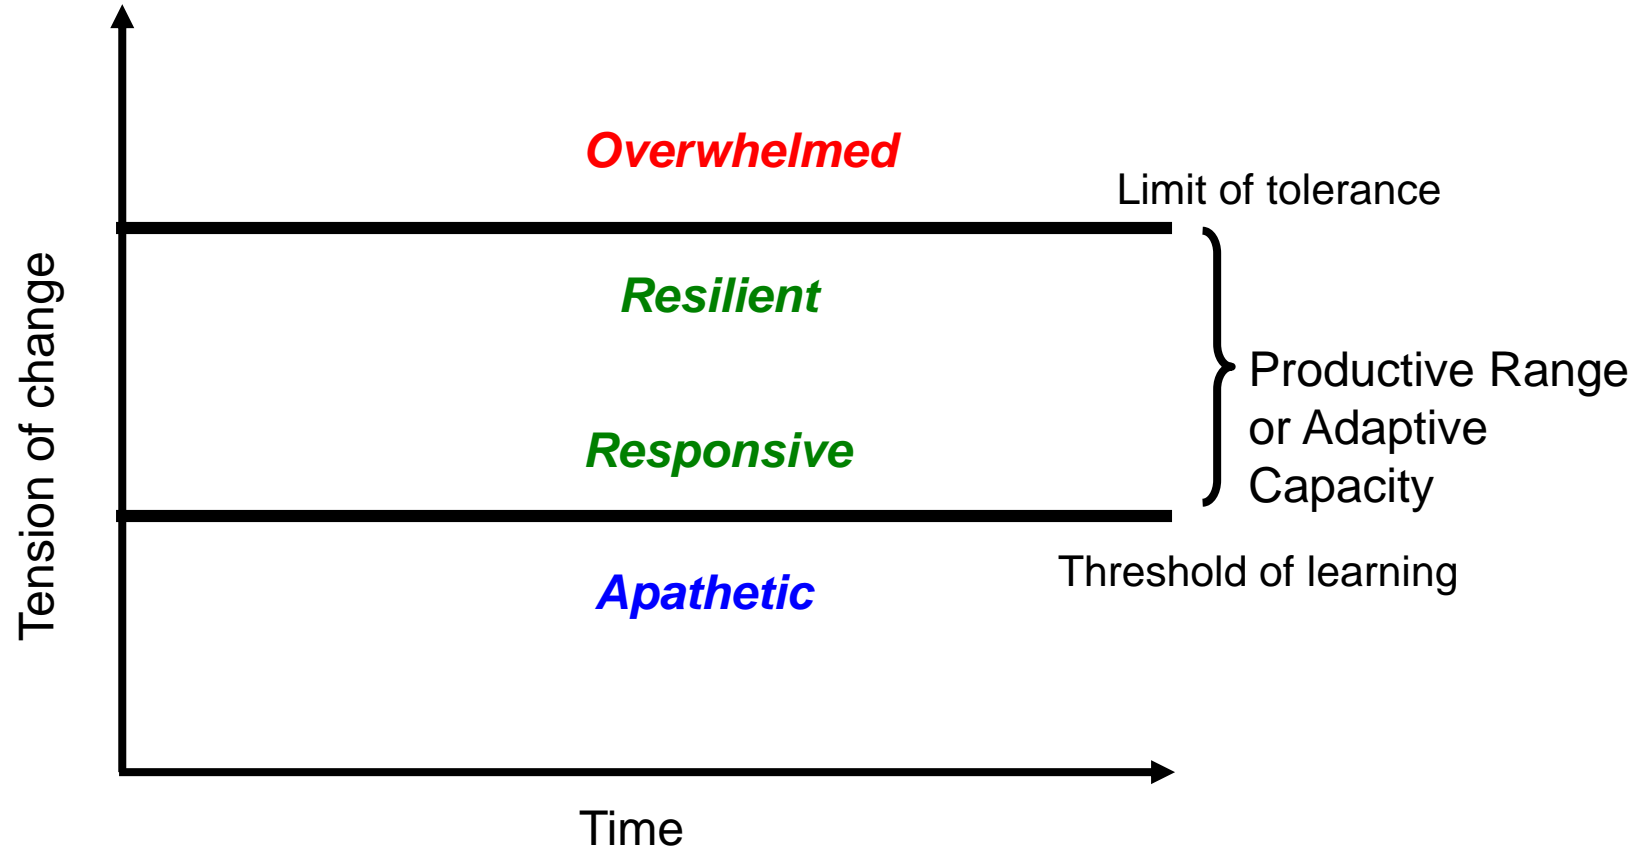 Overwhelmed
Limit of tolerance
Resilient
Productive Range
or Adaptive
Capacity
Responsive
Threshold of learning
Apathetic
Tension of change
Time